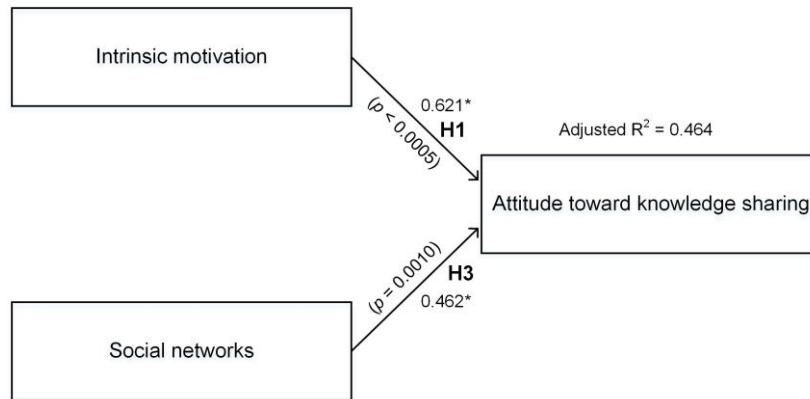 Intrinsic motivation
0.621*
H1
(p < 0.0005)
Adjusted R² = 0.464
Attitude toward knowledge sharing
(p = 0.0010)
H3
0.462*
Social networks